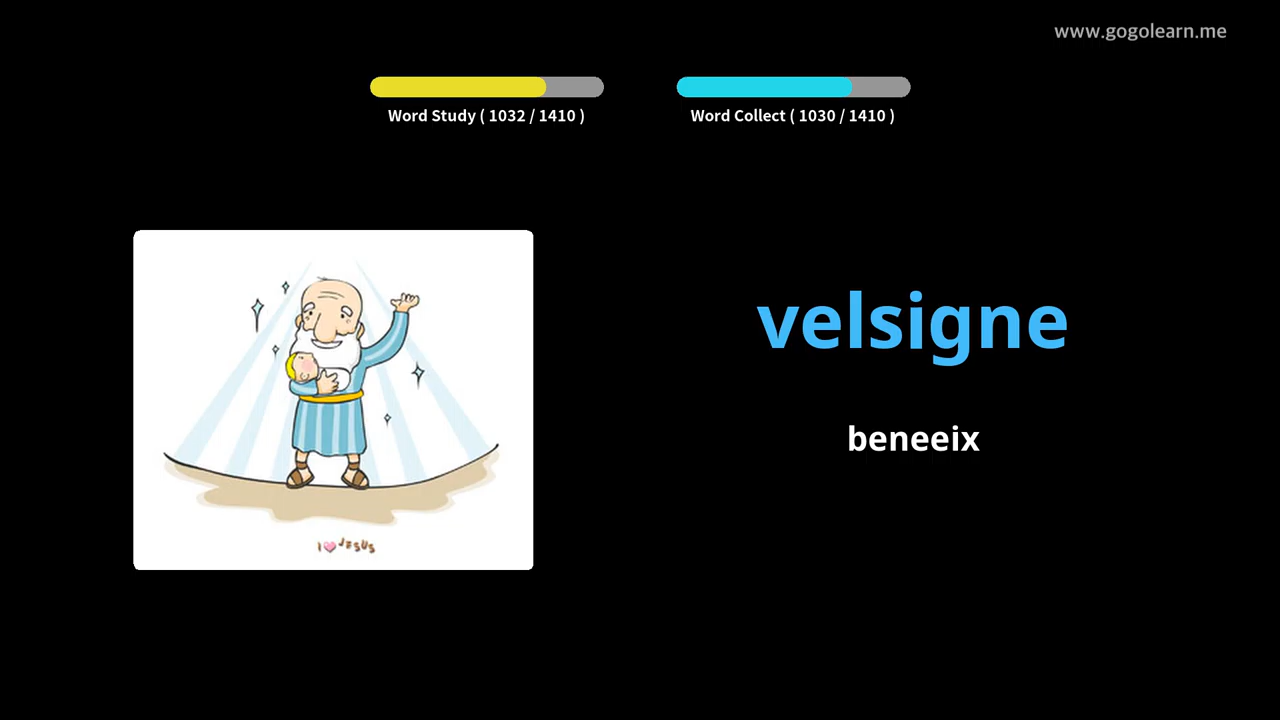 www.gogolearn.me
Word Study ( 1032 / 1410 )
Word Collect ( 1030 / 1410 )
velsigne
beneeix
I ♥ JESUS